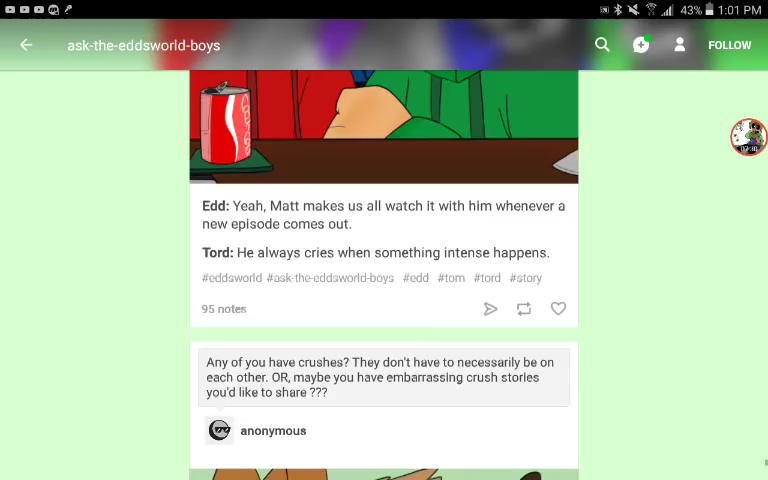 43% 1:01 PM
ask-the-eddsworld-boys
FOLLOW
Edd: Yeah, Matt makes us all watch it with him whenever a
new episode comes out.
Tord: He always cries when something intense happens.
#eddsworld #ask-the-eddsworld-boys #edd #tom #tord #story
95 notes
Any of you have crushes? They don't have to necessarily be on
each other. OR, maybe you have embarrassing crush stories
you'd like to share ???
anonymous